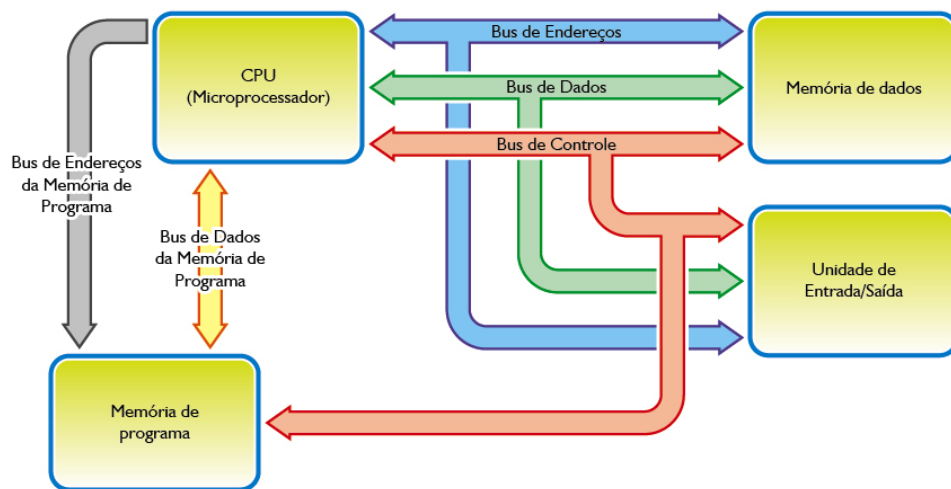 Bus de Endereços
CPU
(Microprocessador)
Bus de Dados
Memória de dados
Bus de Controle
Bus de Endereços
da Memória de
Programa
Bus de Dados
da Memória de
Programa
Unidade de
Entrada/Saída
Memória de
programa